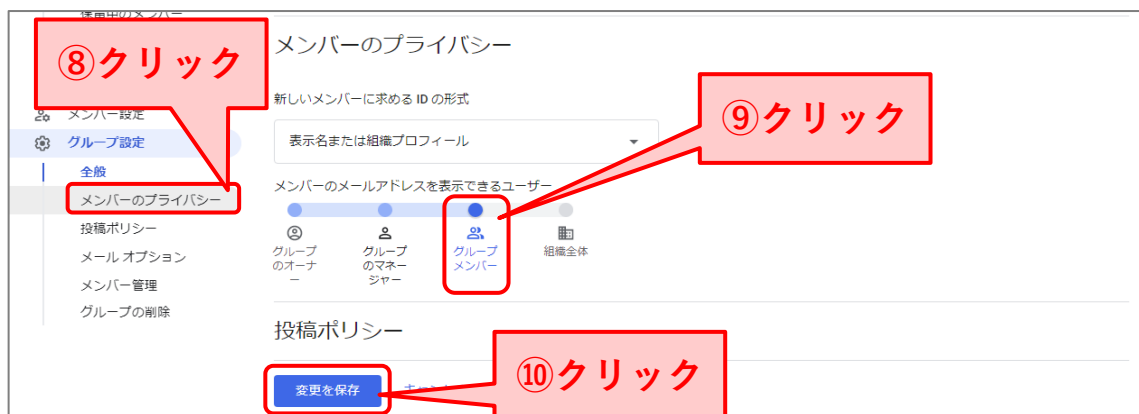 保留中のメンバー
⑧クリック
メンバー設定
グループ設定
全般
メンバーのプライバシー
投稿ポリシー
メール オプション
メンバー管理
グループの削除
メンバーのプライバシー
新しいメンバーに求める ID の形式
表示名または組織プロフィール
⑨クリック
メンバーのメールアドレスを表示できるユーザー
グループ
のオーナ
ー
グループ
のマネー
ジャー
グループ
メンバー
組織全体
投稿ポリシー
変更を保存
⑩クリック